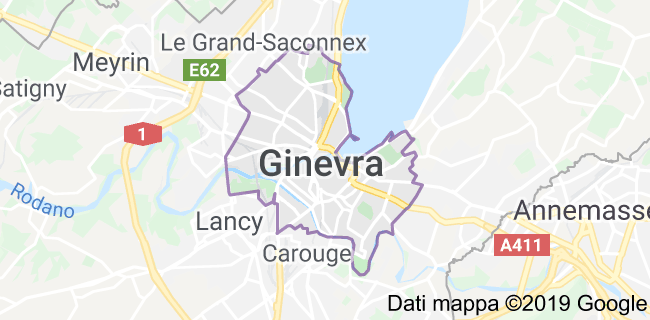 Le Grand-Saconnex
Meyrin
E62
Satigny
1
Ginevra
Rodano
Lancy
Annemasse
A411
Carouge
Dati mappa ©2019 Google